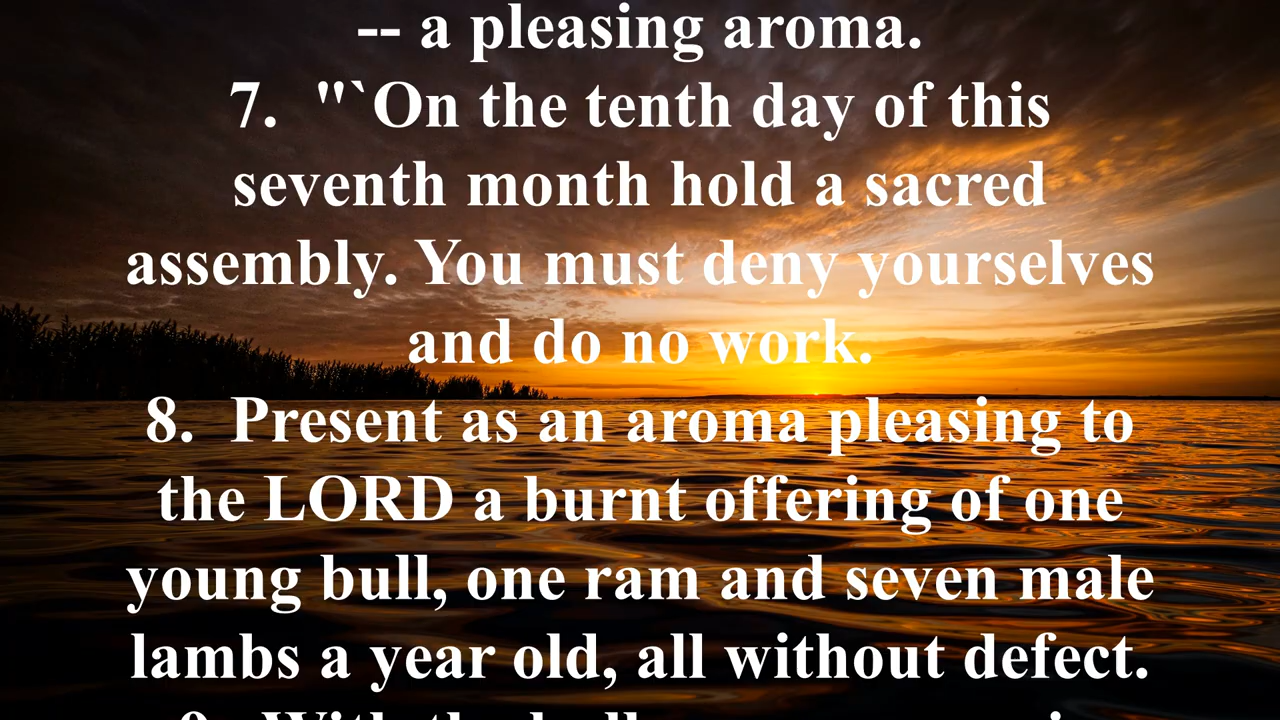 -- a pleasing aroma.
7. "`On the tenth day of this
seventh month hold a sacred
assembly. You must deny yourselves
and do no work.
8. Present as an aroma pleasing to
the LORD a burnt offering of one
young bull, one ram and seven male
lambs a year old, all without defect.